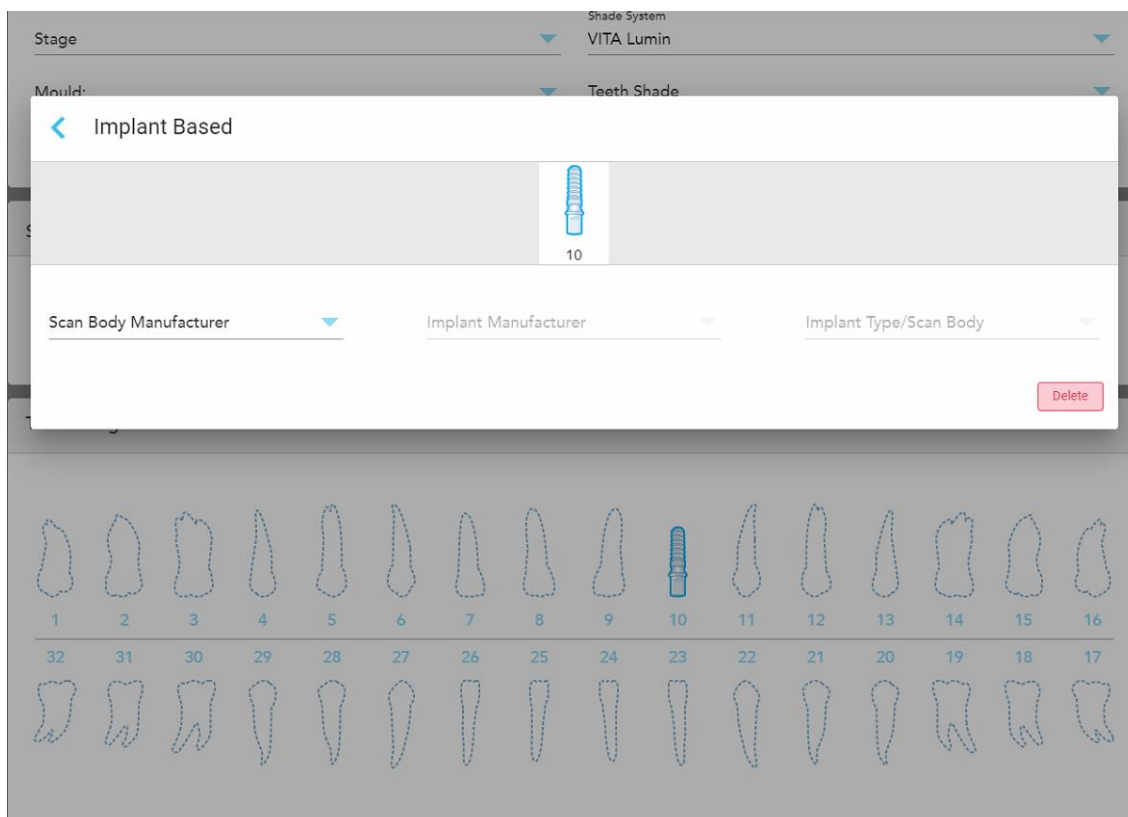 Shade System
Stage
VITA Lumin
Mould:
Teeth Shade
Implant Based
10
Scan Body Manufacturer
Implant Manufacturer
Implant Type/Scan Body
Delete
1 2 3 4 5 6 7 8 9 10 11 12 13 14 15 16
32 31 30 29 28 27 26 25 24 23 22 21 20 19 18 17